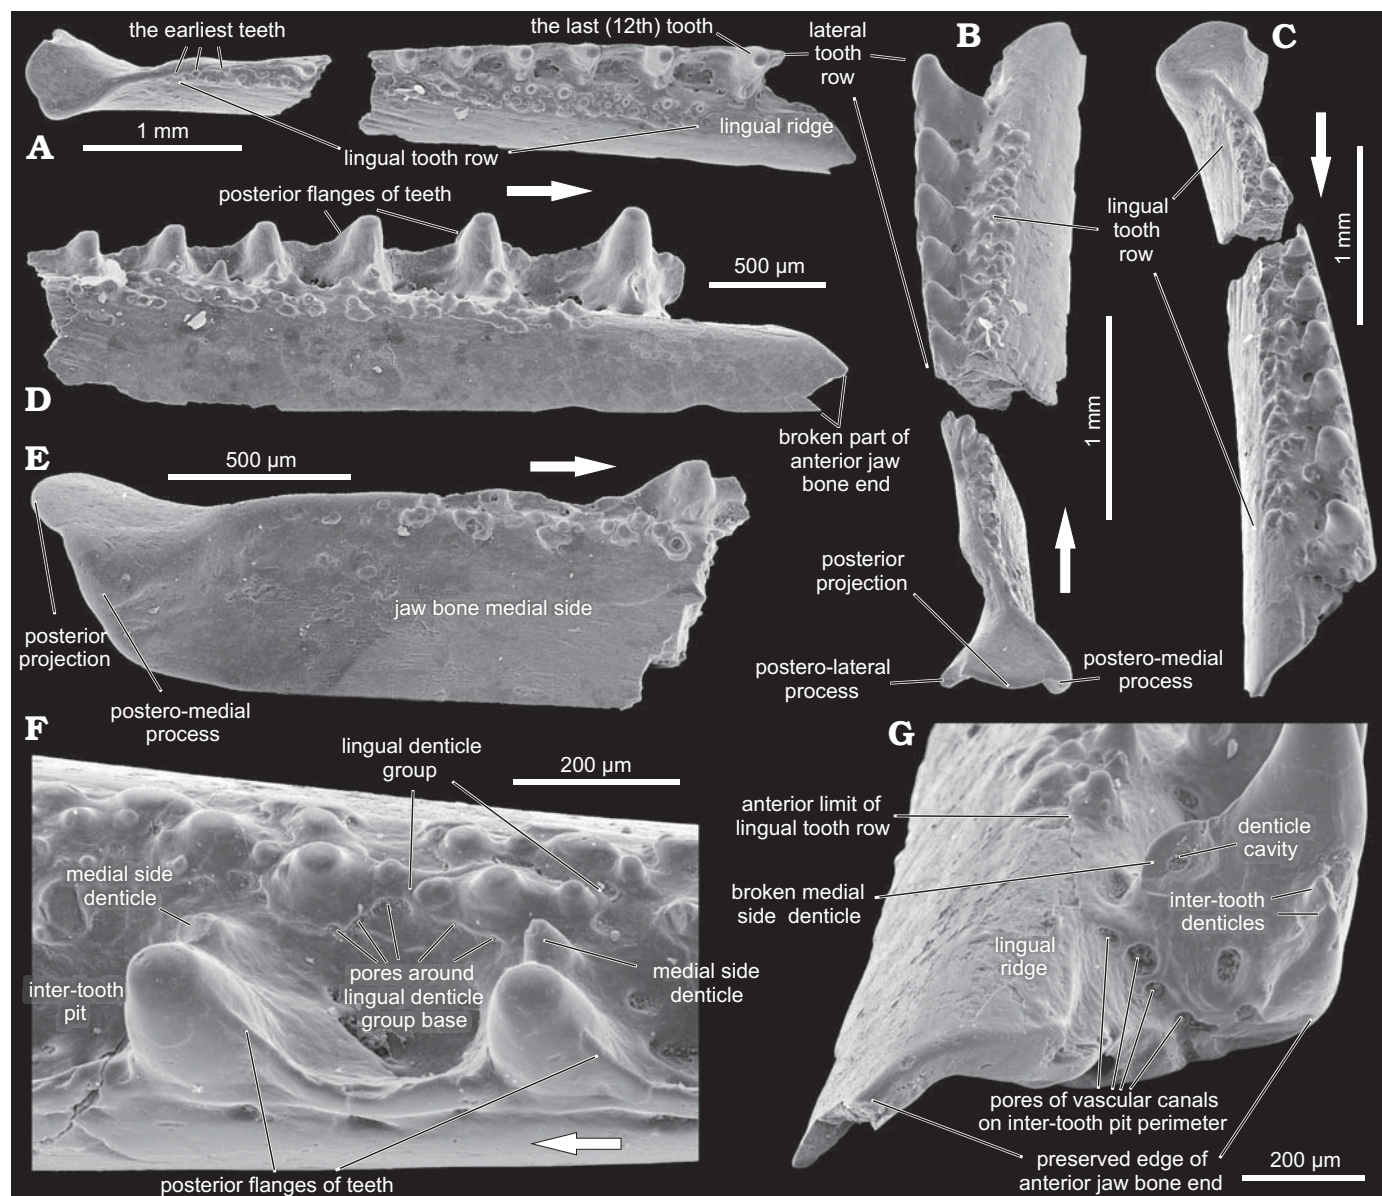 the earliest teeth
the last (12th) tooth
lateral
tooth
row
B
C
1 mm
lingual ridge
A
lingual tooth row
posterior flanges of teeth
500 µm
lingual
tooth
row
1 mm
D
broken part of
anterior jaw
bone end
1 mm
E
500 µm
posterior
projection
jaw bone medial side
posterior
projection
postero-lateral
process
postero-medial
process
postero-medial
process
F
lingual denticle
group
200 µm
medial side
denticle
inter-tooth
pit
pores around
lingual denticle
group base
medial side
denticle
posterior flanges of teeth
G
anterior limit of
lingual tooth row
denticle
cavity
broken medial
side denticle
inter-tooth
denticles
lingual
ridge
pores of vascular canals
on inter-tooth pit perimeter
preserved edge of
anterior jaw bone end
200 µm